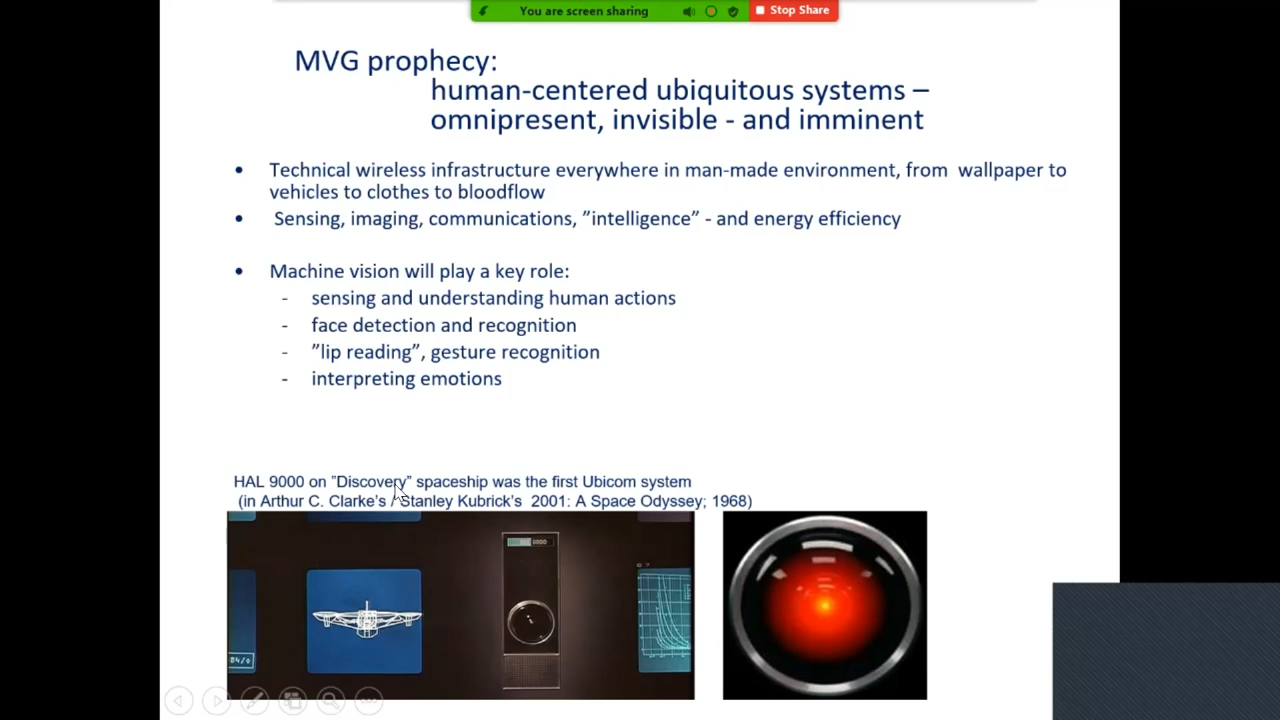 You are screen sharing
Stop Share
MVG prophecy:
human-centered ubiquitous systems –
omnipresent, invisible - and imminent
• Technical wireless infrastructure everywhere in man-made environment, from wallpaper to
vehicles to clothes to bloodflow
• Sensing, imaging, communications, ”intelligence” - and energy efficiency
• Machine vision will play a key role:
- sensing and understanding human actions
- face detection and recognition
- ”lip reading”, gesture recognition
- interpreting emotions
HAL 9000 on ”Discovery” spaceship was the first Ubicom system
(in Arthur C. Clarke’s / Stanley Kubrick’s 2001: A Space Odyssey; 1968)